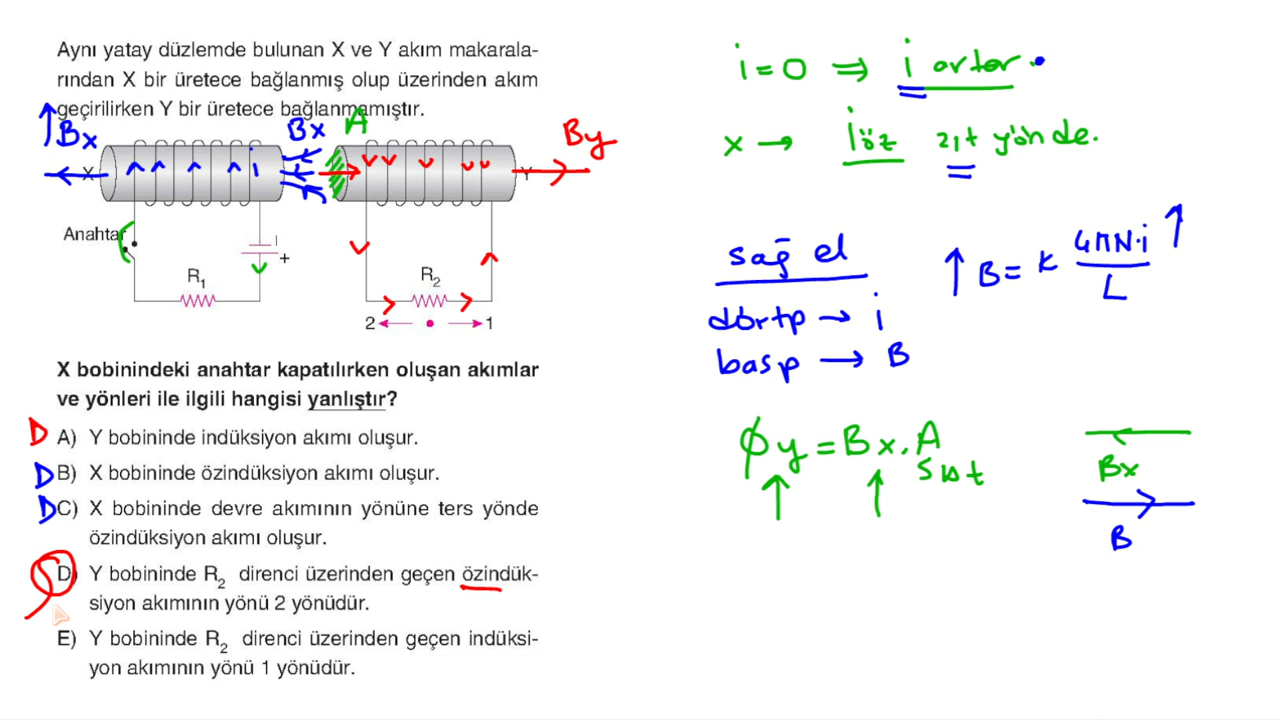 Aynı yatay düzlemde bulunan X ve Y akım makarala-
rından X bir üretece bağlanmış olup üzerinden akım
geçirilirken Y bir üretece bağlanmamıştır.
Bx
Bx
A
By
X
i
Y
Anahtar
+
R1
R2
2
1
X bobinindeki anahtar kapatılırken oluşan akımlar
ve yönleri ile ilgili hangisi yanlıştır?
D A) Y bobininde indüksiyon akımı oluşur.
D B) X bobininde özindüksiyon akımı oluşur.
D C) X bobininde devre akımının yönüne ters yönde
özindüksiyon akımı oluşur.
D) Y bobininde R2 direnci üzerinden geçen özindük-
siyon akımının yönü 2 yönüdür.
E) Y bobininde R2 direnci üzerinden geçen indüksi-
yon akımının yönü 1 yönüdür.
i=0 ⇒ i artar.
x → İöz zıt yönde.
sağ el
dörtp → i
basp → B
↑ B = K 4πN·i ↑
L
ϕy = Bx.A
sbt
Bx
B